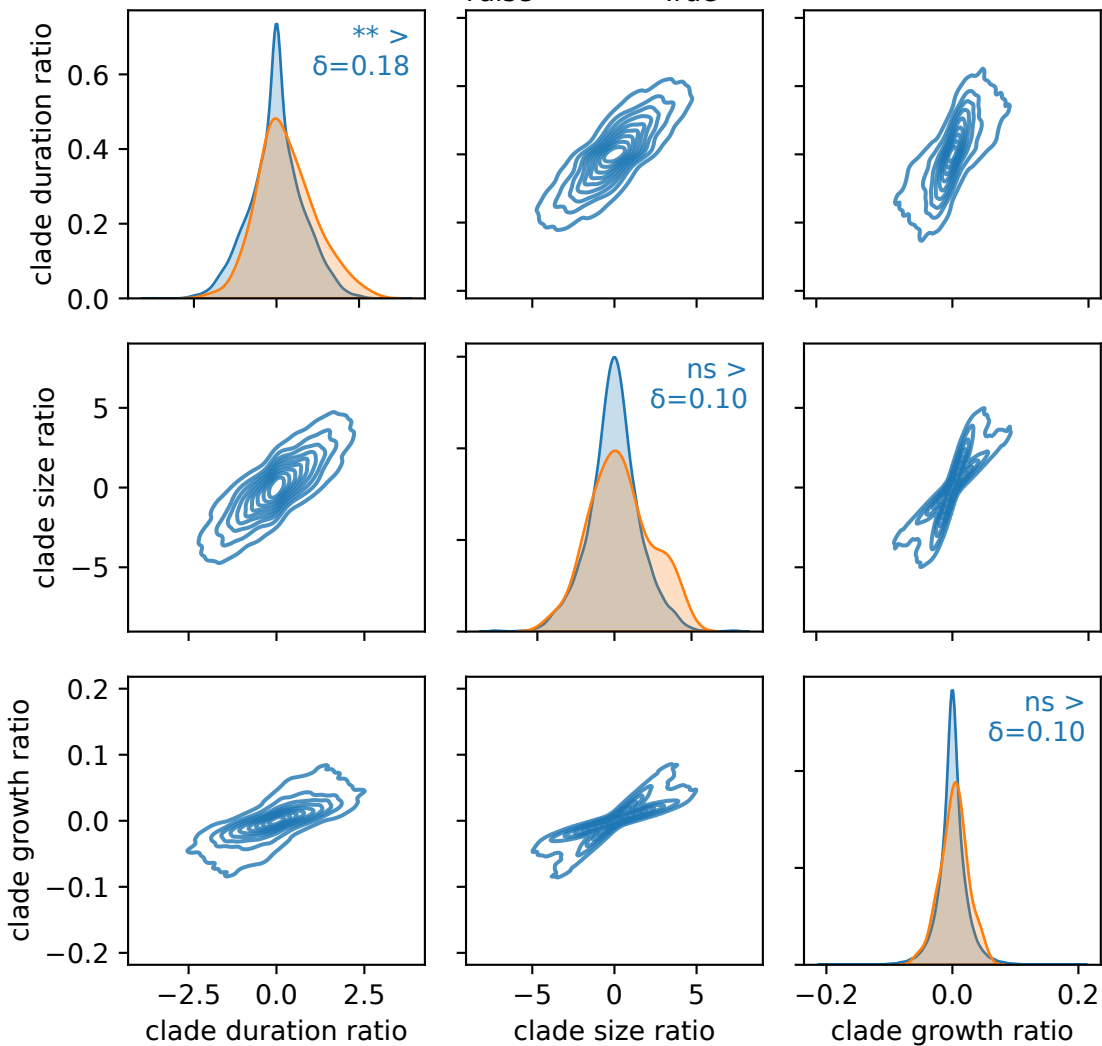 clade duration ratio
0.6
0.4
0.2
0.0
** >
δ=0.18
clade size ratio
5
0
−5
ns >
δ=0.10
clade growth ratio
0.2
0.1
0.0
−0.1
−0.2
ns >
δ=0.10
−2.5 0.0 2.5
−5 0 5
−0.2 0.0 0.2
clade duration ratio
clade size ratio
clade growth ratio